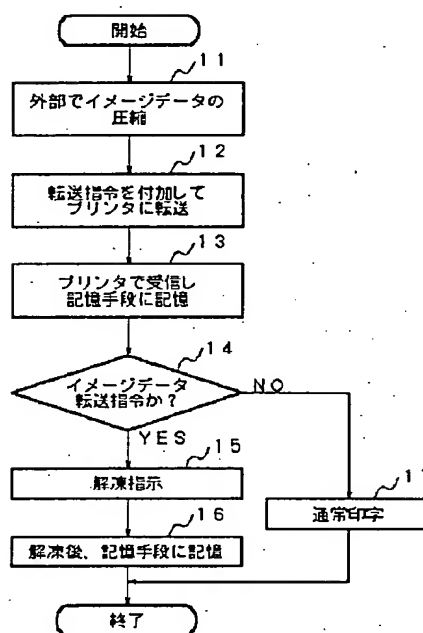 開始
11
外部でイメージデータの
圧縮
12
転送指令を付加して
プリンタに転送
13
プリンタで受信し
記憶手段に記憶
14
イメージデータ
転送指令か?
NO
YES
15
解凍指示
1
通常印字
16
解凍後、記憶手段に記憶
終了